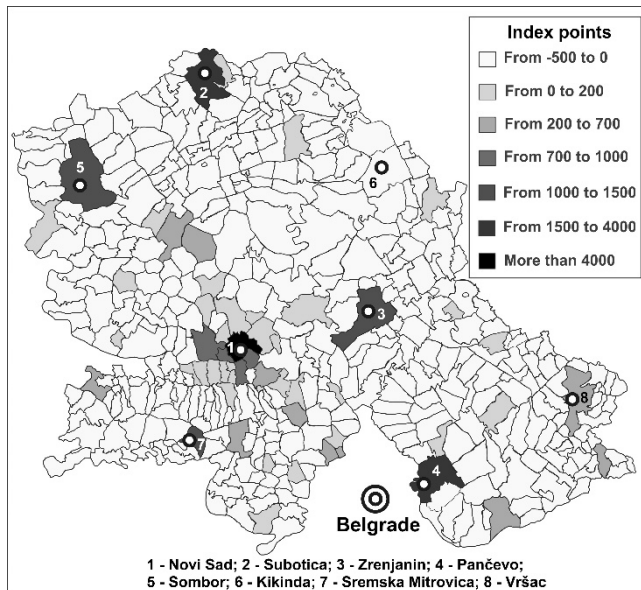 Index points
From -500 to 0
From 0 to 200
From 200 to 700
From 700 to 1000
From 1000 to 1500
From 1500 to 4000
More than 4000
2
5
6
3
1
8
7
4
Belgrade
1 - Novi Sad; 2 - Subotica; 3 - Zrenjanin; 4 - Pančevo;
5 - Sombor; 6 - Kikinda; 7 - Sremska Mitrovica; 8 - Vršac